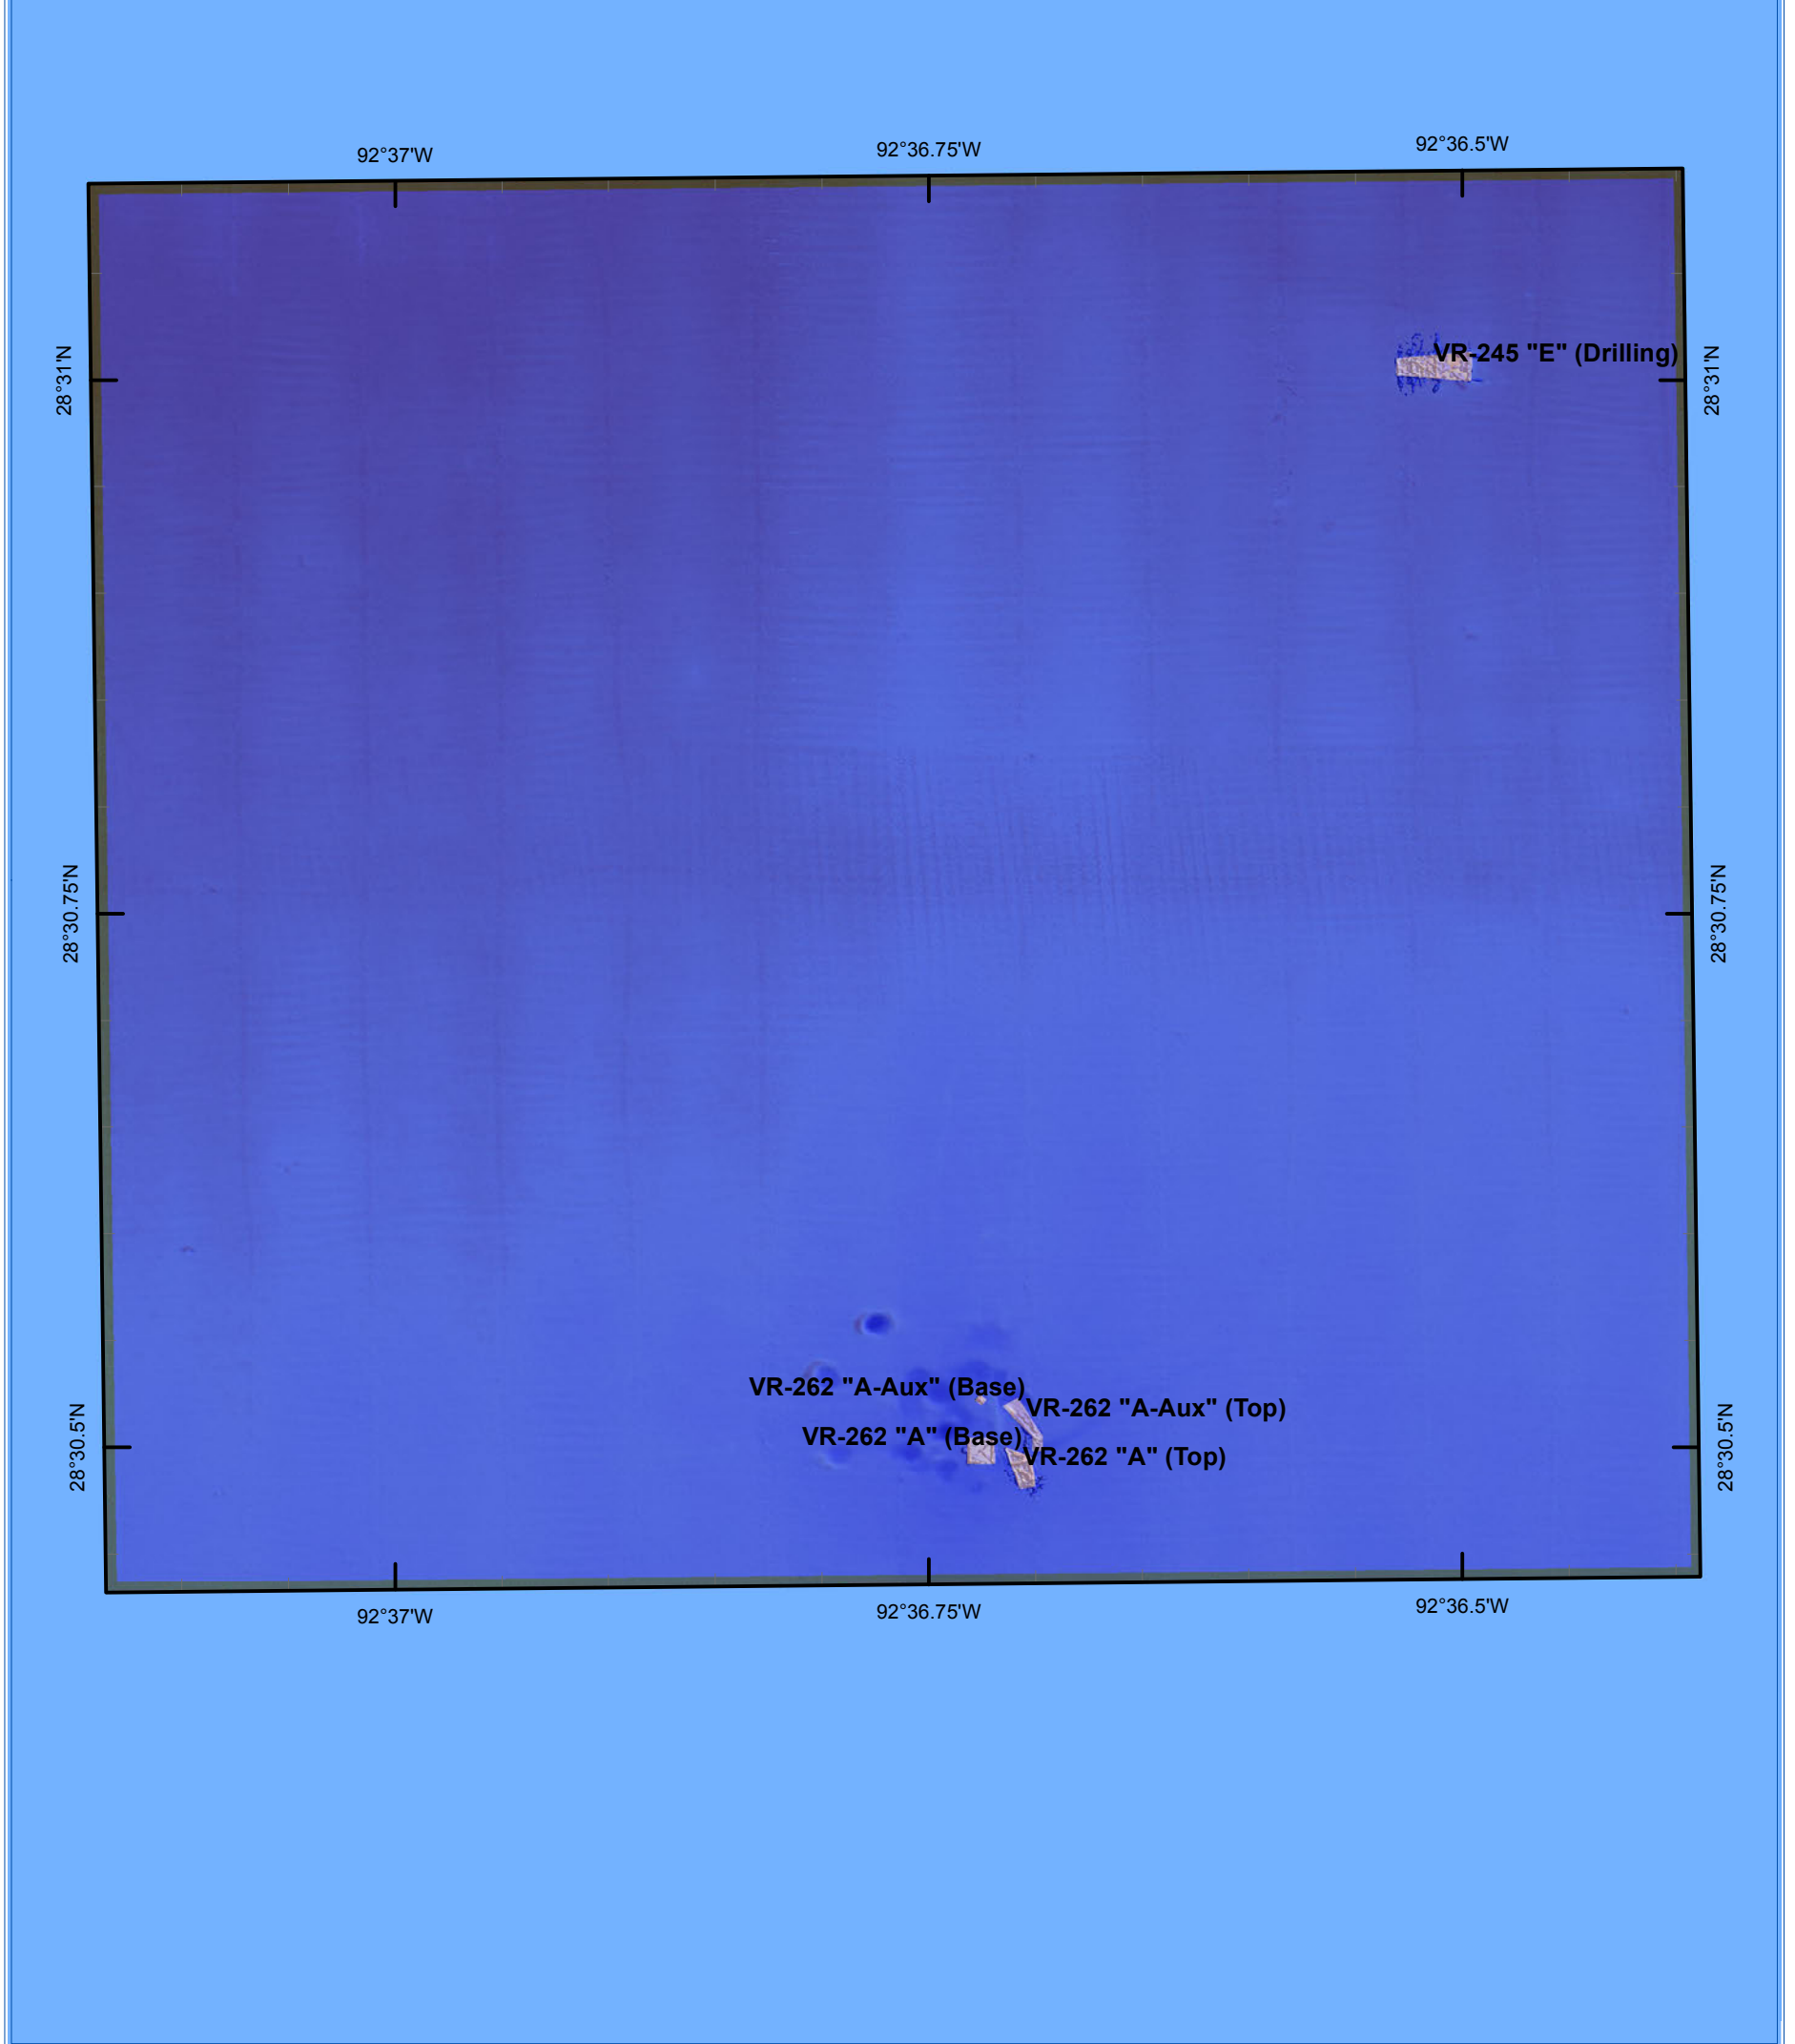 92°37'W
92°36.75'W
92°36.5'W
28°31'N
VR-245 "E" (Drilling)
28°31'N
28°30.75'N
28°30.75'N
VR-262 "A-Aux" (Base)
VR-262 "A-Aux" (Top)
VR-262 "A" (Base)
VR-262 "A" (Top)
28°30.5'N
28°30.5'N
92°37'W
92°36.75'W
92°36.5'W